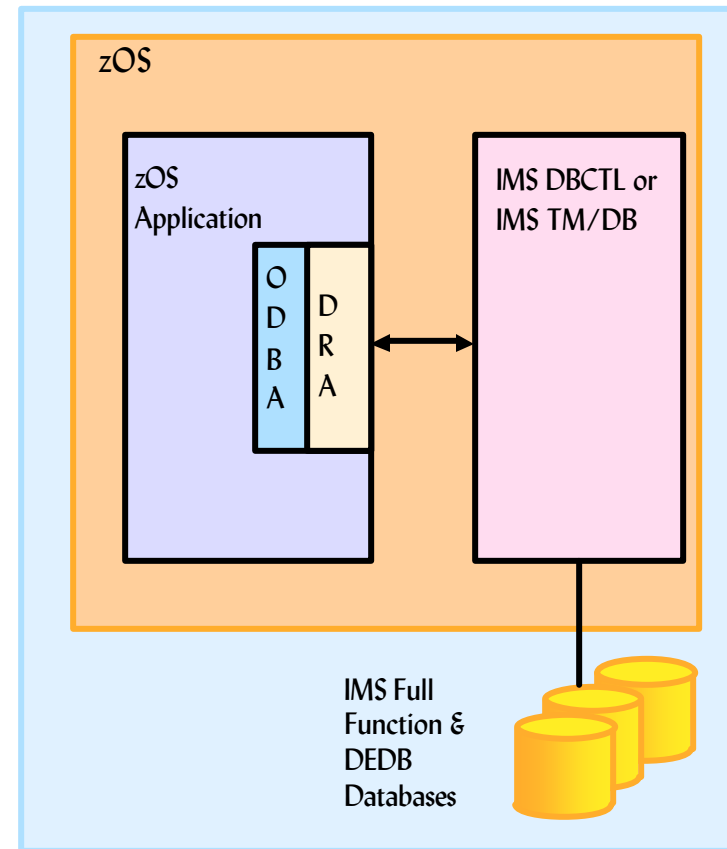 zOS
zOS
Application
O
D
B
A
D
R
A
IMS DBCTL or
IMS TM/DB
IMS Full
Function &
DEDB
Databases